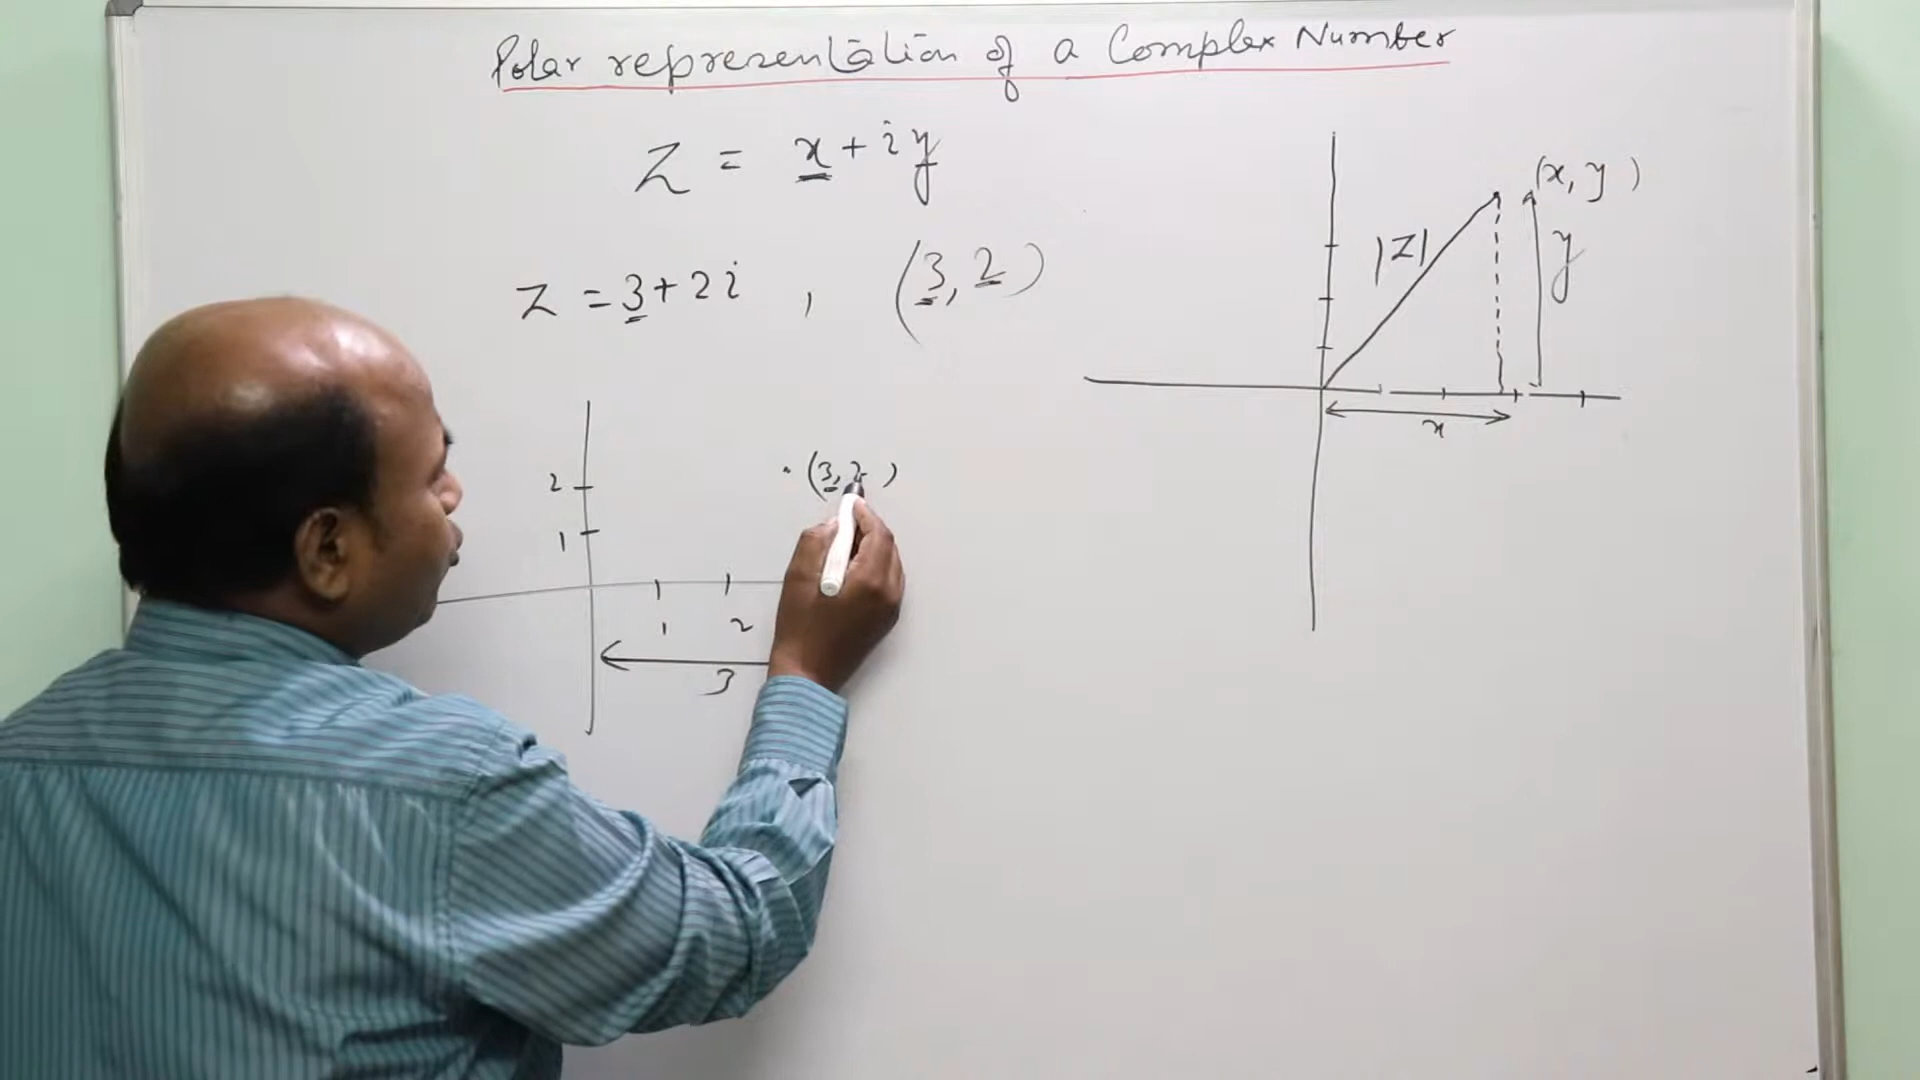 Polar representation of a Complex Number
Z = x + iy
Z = 3 + 2i , (3, 2)
(x, y)
|Z|
y
x
2
(3, 2)
1
1 2
3